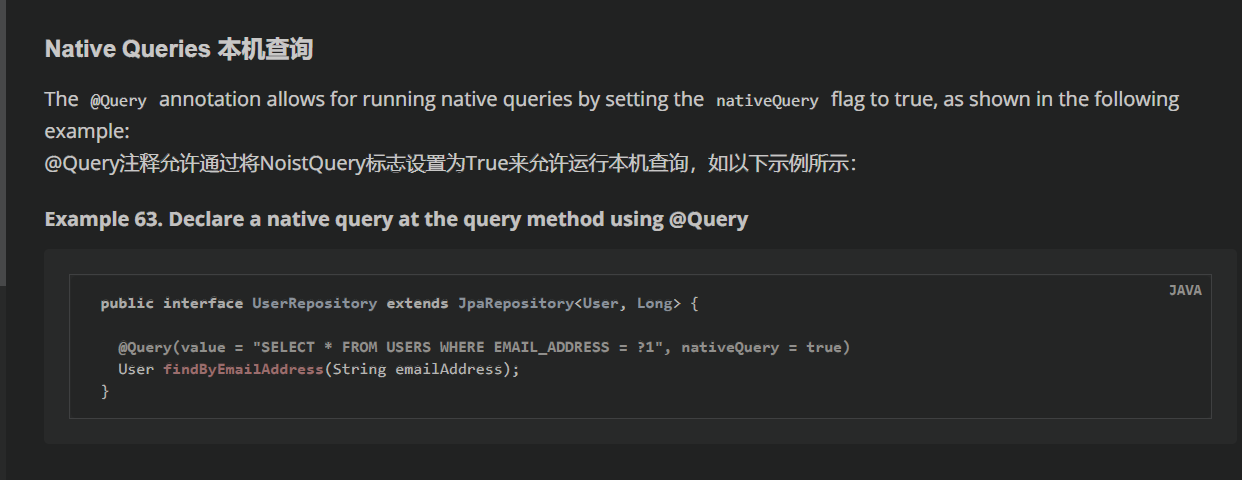 Native Queries 本机查询
The @Query annotation allows for running native queries by setting the nativeQuery flag to true, as shown in the following
example:
@Query注释允许通过将NoistQuery标志设置为True来允许运行本机查询，如以下示例所示：
Example 63. Declare a native query at the query method using @Query
JAVA
public interface UserRepository extends JpaRepository<User, Long> {
@Query(value = "SELECT * FROM USERS WHERE EMAIL_ADDRESS = ?1", nativeQuery = true)
User findByEmailAddress(String emailAddress);
}